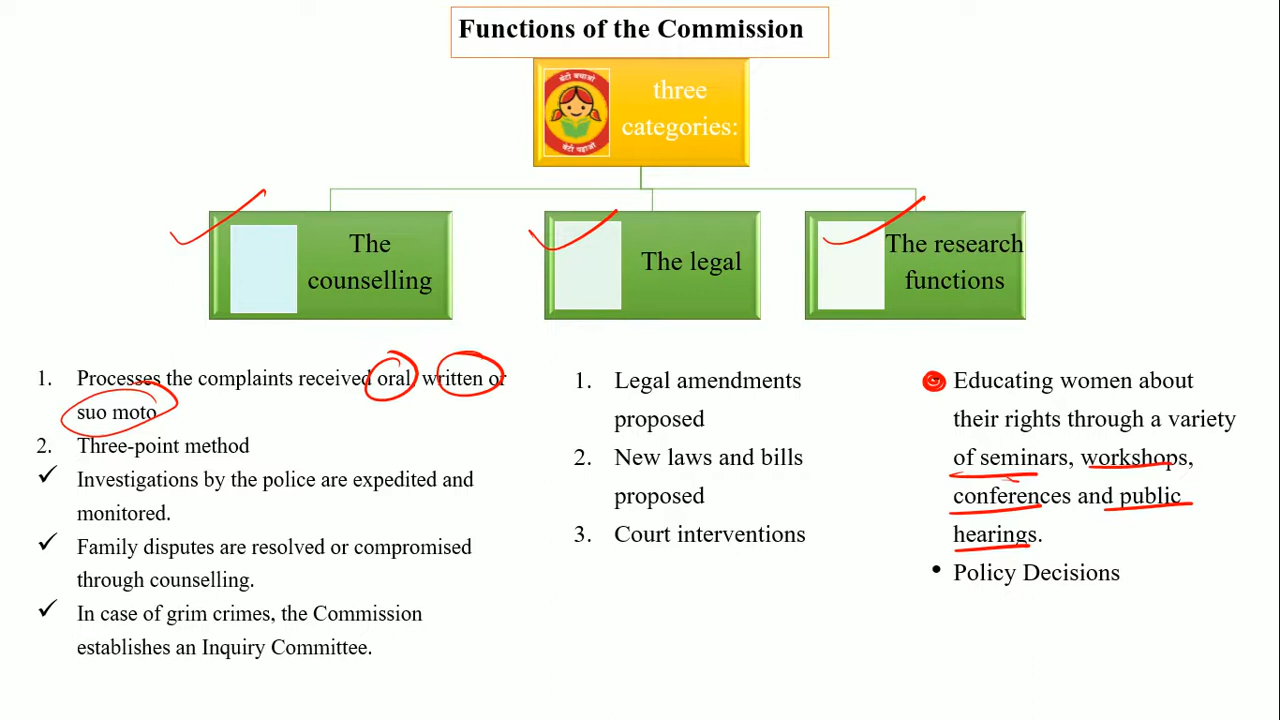 Functions of the Commission
बेटी बचाओ
three
categories:
बेटी पढ़ाओ
The
counselling
The legal
The research
functions
1. Processes the complaints received oral, written or
suo moto
2. Three-point method
✓ Investigations by the police are expedited and
monitored.
✓ Family disputes are resolved or compromised
through counselling.
✓ In case of grim crimes, the Commission
establishes an Inquiry Committee.
1. Legal amendments
proposed
2. New laws and bills
proposed
3. Court interventions
• Educating women about
their rights through a variety
of seminars, workshops,
conferences and public
hearings.
• Policy Decisions